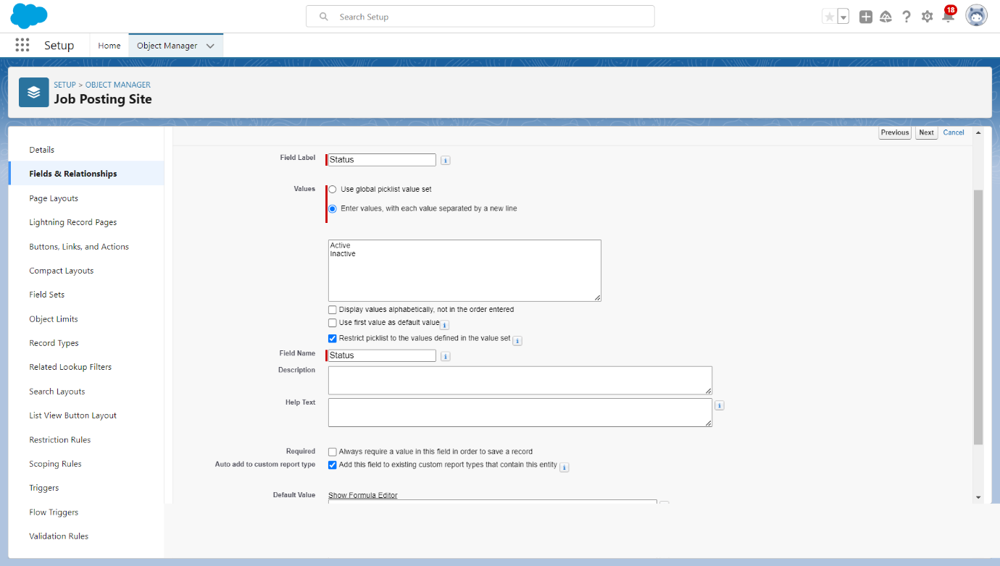 Search Setup
18
Setup
Home
Object Manager
SETUP > OBJECT MANAGER
Job Posting Site
Details
Fields & Relationships
Page Layouts
Lightning Record Pages
Buttons, Links, and Actions
Compact Layouts
Field Sets
Object Limits
Record Types
Related Lookup Filters
Search Layouts
List View Button Layout
Restriction Rules
Scoping Rules
Triggers
Flow Triggers
Validation Rules
Previous Next Cancel
Field Label Status i
Values Use global picklist value set
Enter values, with each value separated by a new line
Active
Inactive
Display values alphabetically, not in the order entered
Use first value as default value i
Restrict picklist to the values defined in the value set i
Field Name Status i
Description
Help Text i
Required Always require a value in this field in order to save a record
Auto add to custom report type Add this field to existing custom report types that contain this entity i
Default Value Show Formula Editor